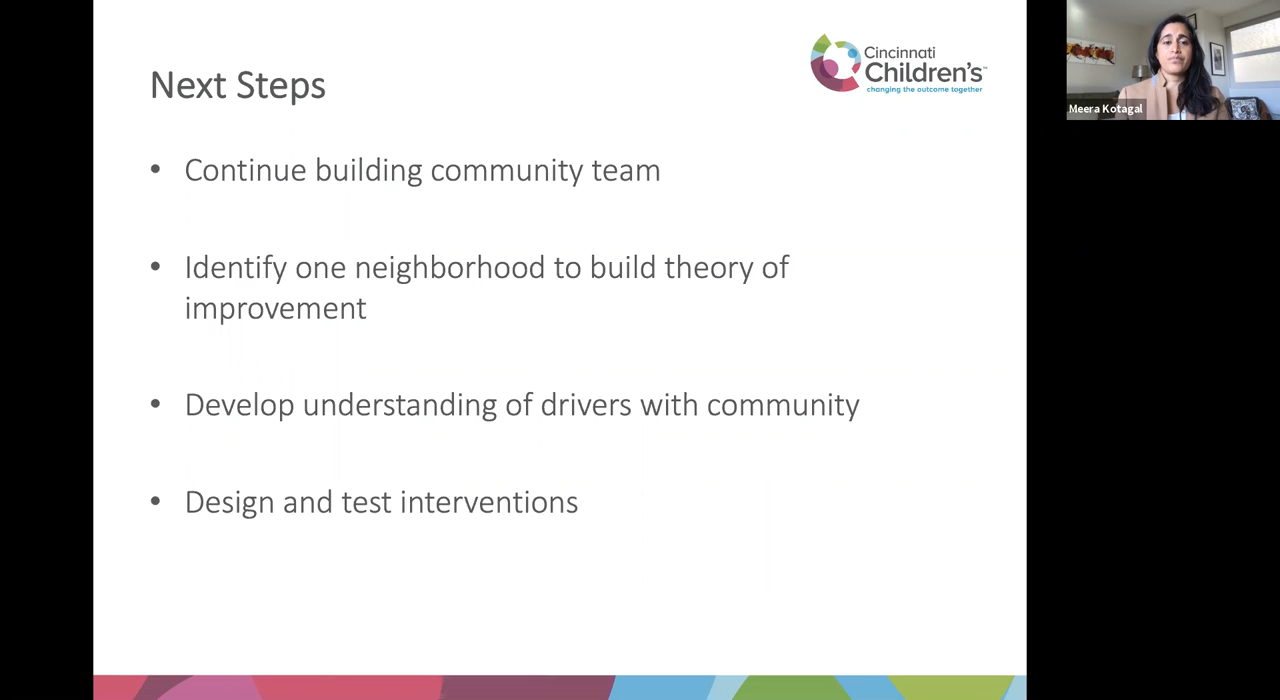 Next Steps
Cincinnati
Children's™
changing the outcome together
Meera Kotagal
• Continue building community team
• Identify one neighborhood to build theory of
improvement
• Develop understanding of drivers with community
• Design and test interventions